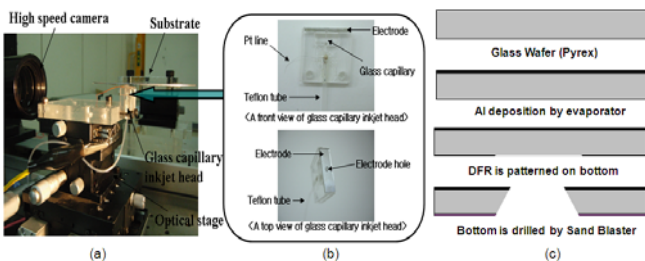 High speed camera
Substrate
Glass capillary
inkjet head
Optical stage
(a)
Electrode
Pt line
Glass capillary
Teflon tube
<A front view of glass capillary inkjet head>
Electrode
Electrode hole
Teflon tube
<A top view of glass capillary inkjet head>
(b)
Glass Wafer (Pyrex)
Al deposition by evaporator
DFR is patterned on bottom
Bottom is drilled by Sand Blaster
(c)